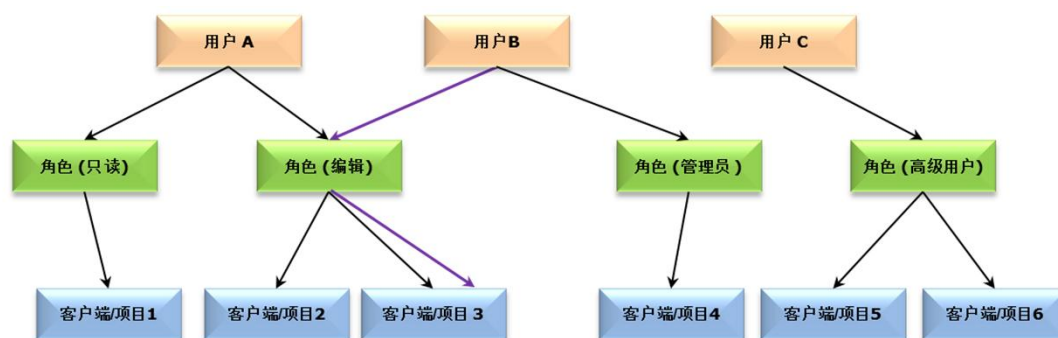 用户 A
用户B
用户 C
角色 (只读)
角色 (编辑)
角色 (管理员 )
角色 (高级用户)
客户端/项目1
客户端/项目2
客户端/项目 3
客户端/项目4
客户端/项目5
客户端/项目6